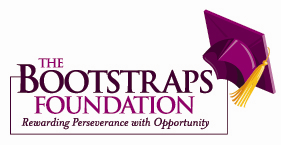 THE
BOOTSTRAPS
FOUNDATION
Rewarding Perseverance with Opportunity